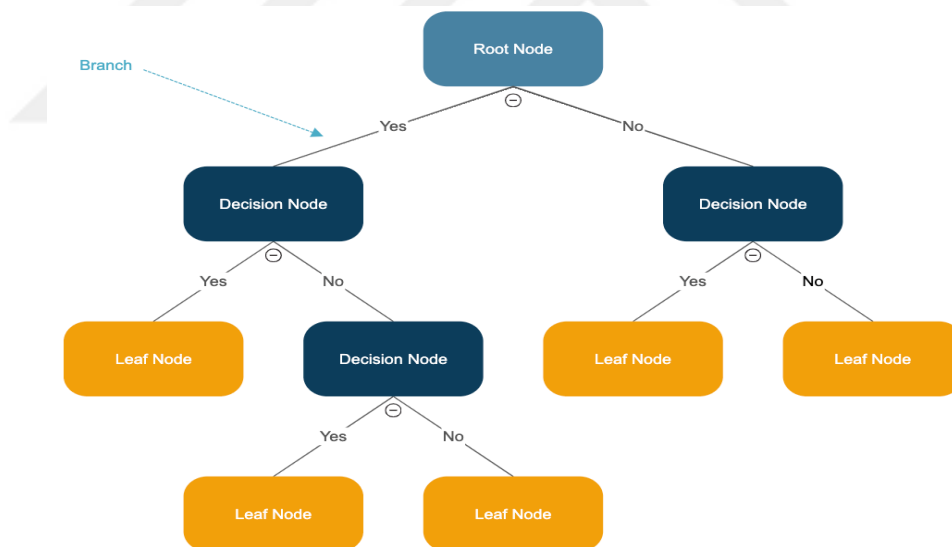 Root Node
Branch
Yes
No
Decision Node
Decision Node
Yes
No
Yes
No
Leaf Node
Decision Node
Leaf Node
Leaf Node
Yes
No
Leaf Node
Leaf Node